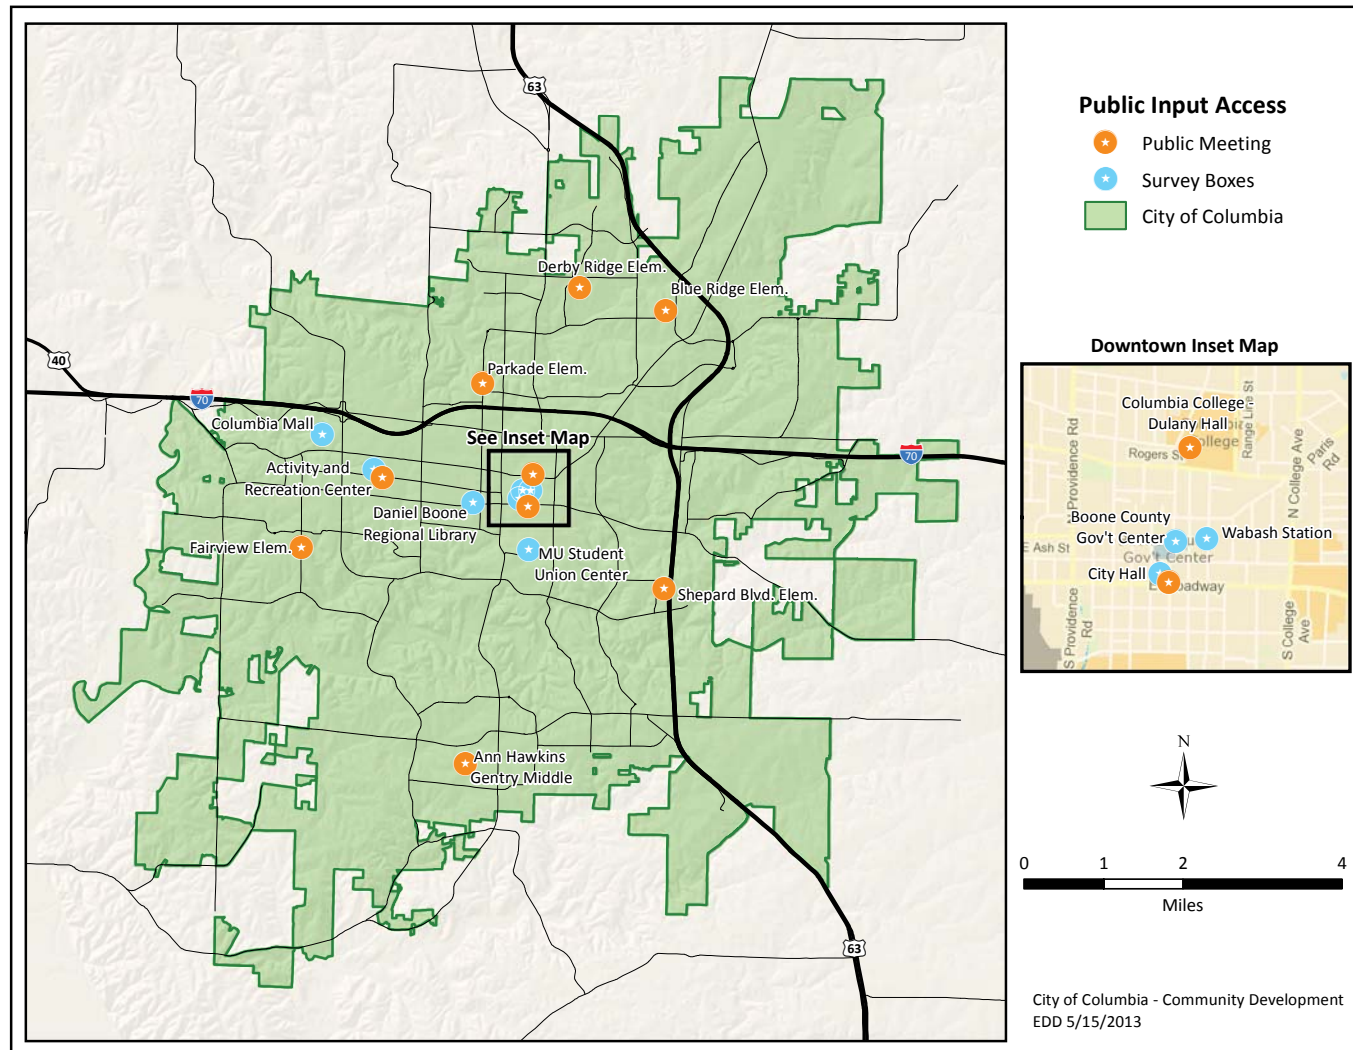 63
Derby Ridge Elem.
Blue Ridge Elem.
40
Parkade Elem.
70
Columbia Mall
See Inset Map
70
Activity and
Recreation Center
Daniel Boone
Regional Library
Fairview Elem.
MU Student
Union Center
Shepard Blvd. Elem.
Ann Hawkins
Gentry Middle
63
Public Input Access
Public Meeting
Survey Boxes
City of Columbia
Downtown Inset Map
Columbia College -
Dulany Hall
College
Rogers St
Range Line St
N College Ave
Paris
Rd
N Providence Rd
Boone County
Gov't Center
Wabash Station
E Ash St
Gov't Center
City Hall
Broadway
S Providence
Rd
S College
Ave
N
0 1 2 4
Miles
City of Columbia - Community Development
EDD 5/15/2013